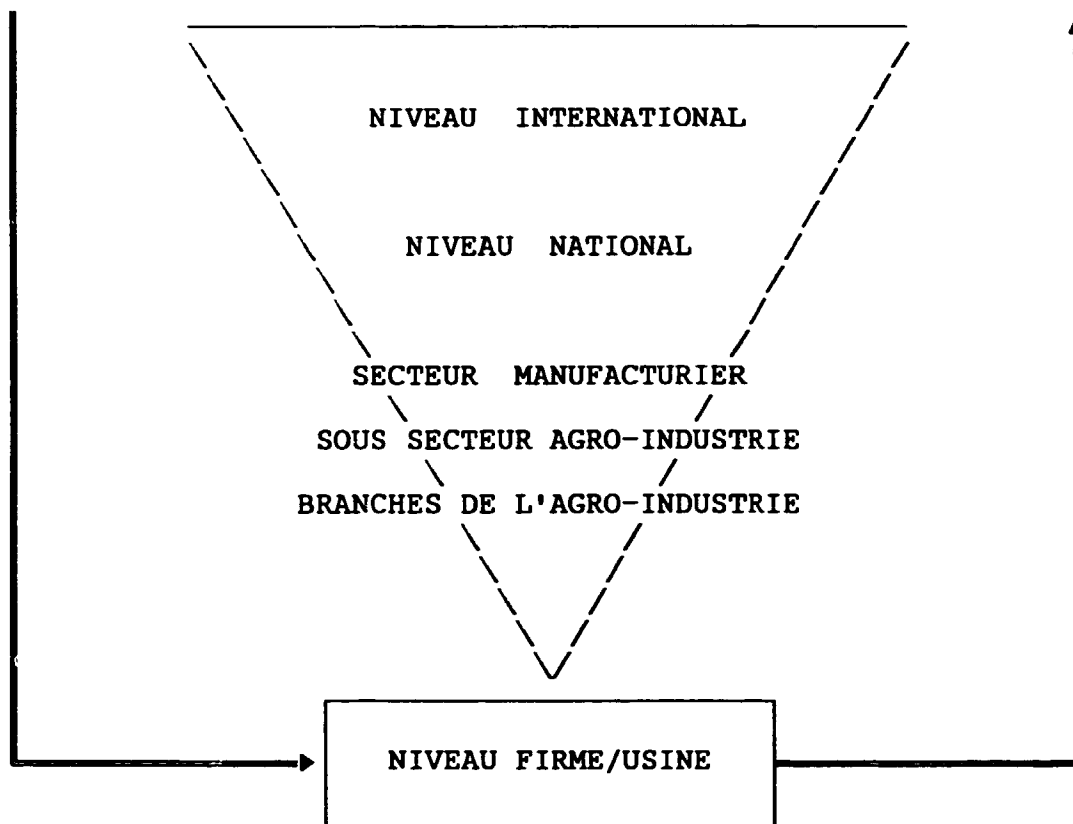 NIVEAU INTERNATIONAL
NIVEAU NATIONAL
SECTEUR MANUFACTURIER
SOUS SECTEUR AGRO-INDUSTRIE
BRANCHES DE L'AGRO-INDUSTRIE
NIVEAU FIRME/USINE